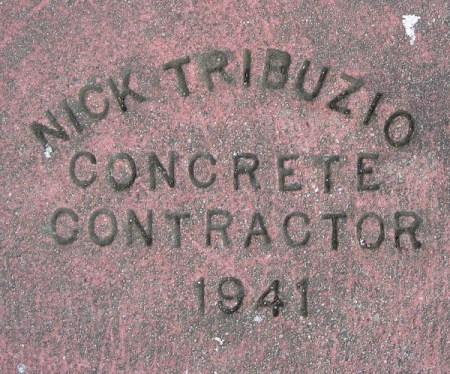 NICK TRIBUZIO
CONCRETE
CONTRACTOR
1941